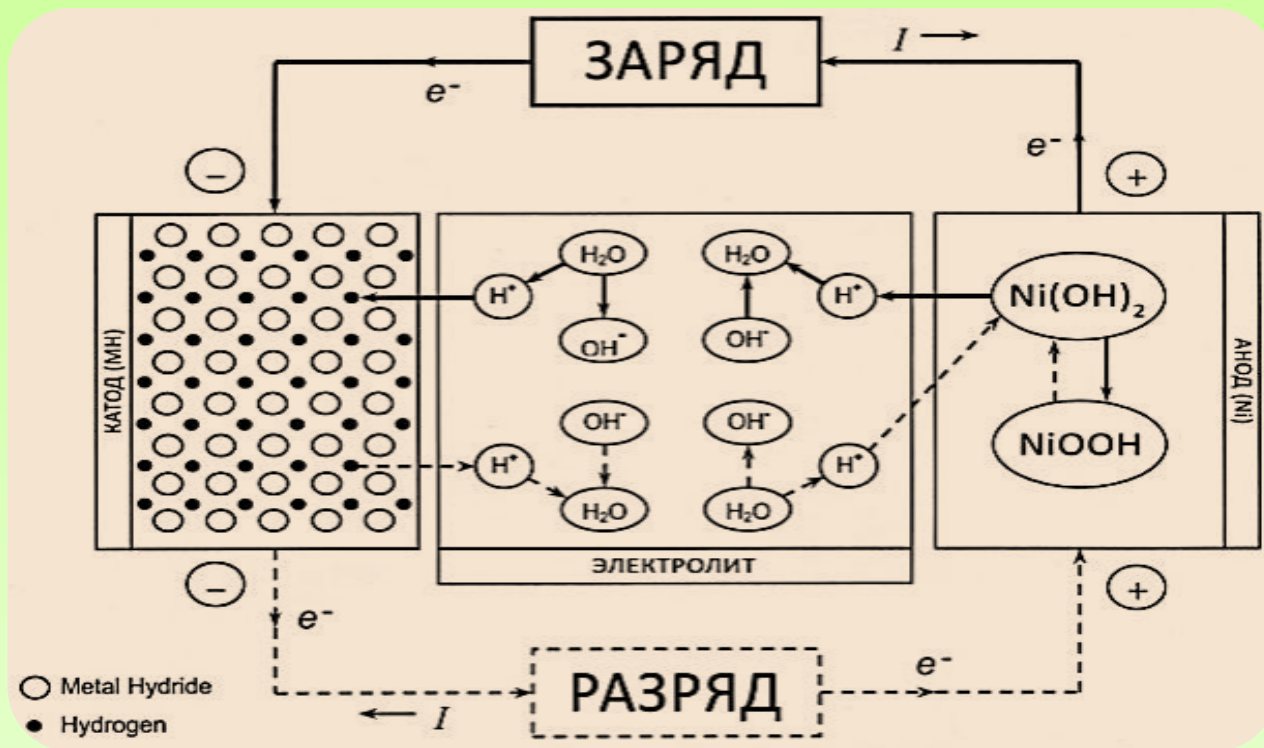 ЗАРЯД
I
e⁻
e⁻
−
+
КАТОД (MH)
H₂O
H⁺
OH⁻
H₂O
H⁺
OH⁻
Ni(OH)₂
NiOOH
АНОД (Ni)
OH⁻
H⁺
H₂O
OH⁻
H⁺
H₂O
ЭЛЕКТРОЛИТ
−
+
e⁻
e⁻
РАЗРЯД
I
Metal Hydride
Hydrogen